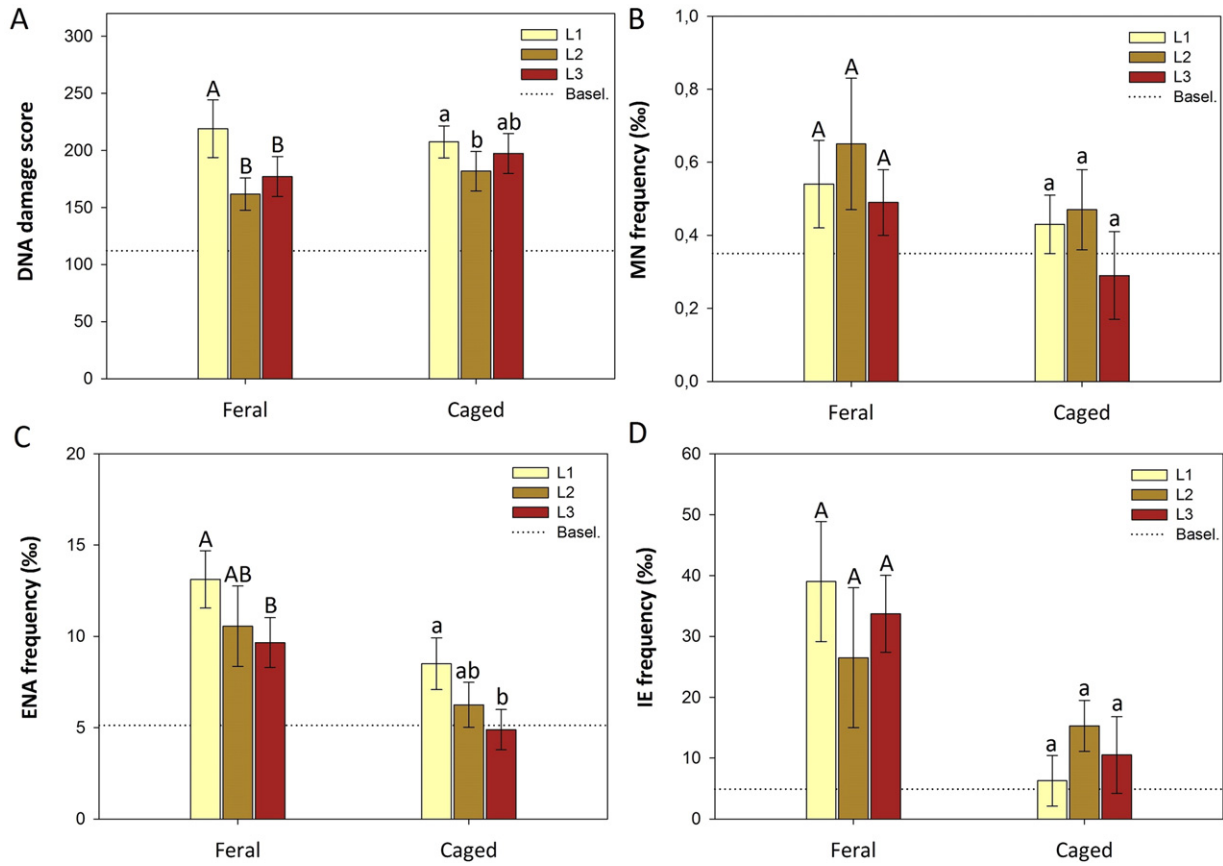 A
DNA damage score
300
250
200
150
100
50
0
L1
L2
L3
Basel.
A
B
B
a
b
ab
Feral
Caged
B
MN frequency (‰)
1,0
0,8
0,6
0,4
0,2
0,0
L1
L2
L3
Basel.
A
A
A
a
a
a
Feral
Caged
C
ENA frequency (‰)
20
15
10
5
0
L1
L2
L3
Basel.
A
AB
B
a
ab
b
Feral
Caged
D
IE frequency (‰)
60
50
40
30
20
10
0
L1
L2
L3
Basel.
A
A
A
a
a
a
Feral
Caged